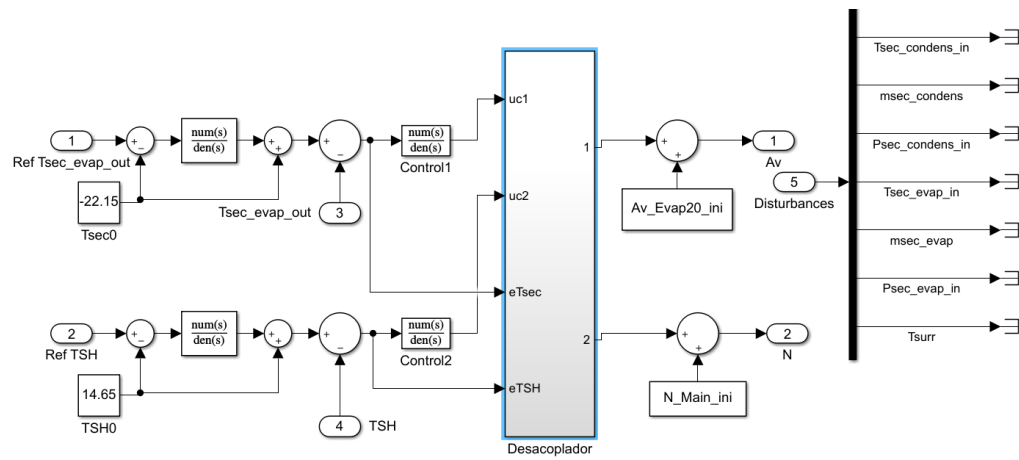 1
Ref Tsec_evap_out
+
−
num(s)
den(s)
+
+
+
−
num(s)
den(s)
Control1
-22.15
Tsec0
Tsec_evap_out
3
2
Ref TSH
+
−
num(s)
den(s)
+
+
+
−
num(s)
den(s)
Control2
14.65
TSH0
4
TSH
uc1
uc2
eTsec
eTSH
1
2
Desacoplador
+
+
Av_Evap20_ini
1
Av
+
+
N_Main_ini
2
N
5
Disturbances
Tsec_condens_in
msec_condens
Psec_condens_in
Tsec_evap_in
msec_evap
Psec_evap_in
Tsurr